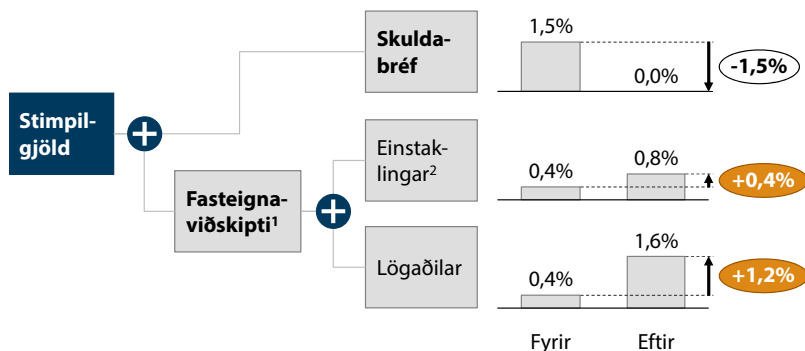 Stimpil-
gjöld
Skulda-
bréf
1,5%
0,0%
-1,5%
Fasteigna-
viðskipti¹
Einstak-
lingar²
0,4%
0,8%
+0,4%
Lögaðilar
0,4%
1,6%
+1,2%
Fyrir
Eftir